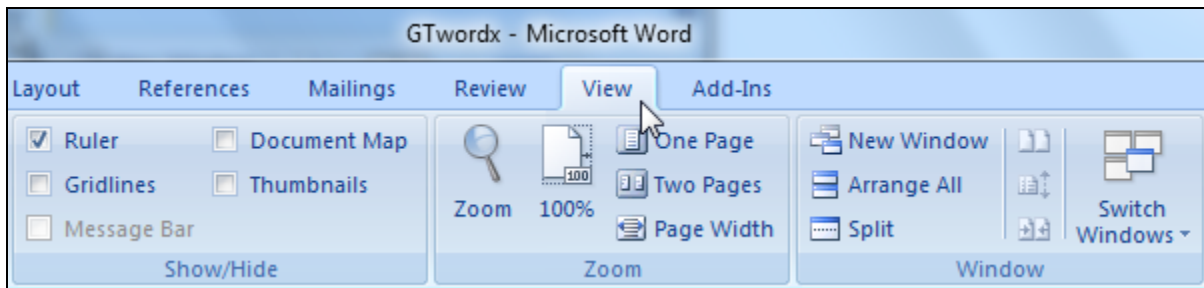 GTwordx - Microsoft Word
Layout References Mailings Review View Add-Ins
Ruler
Gridlines
Message Bar
Document Map
Thumbnails
Show/Hide
Zoom
100
100%
One Page
Two Pages
Page Width
Zoom
New Window
Arrange All
Split
Switch
Windows
Window